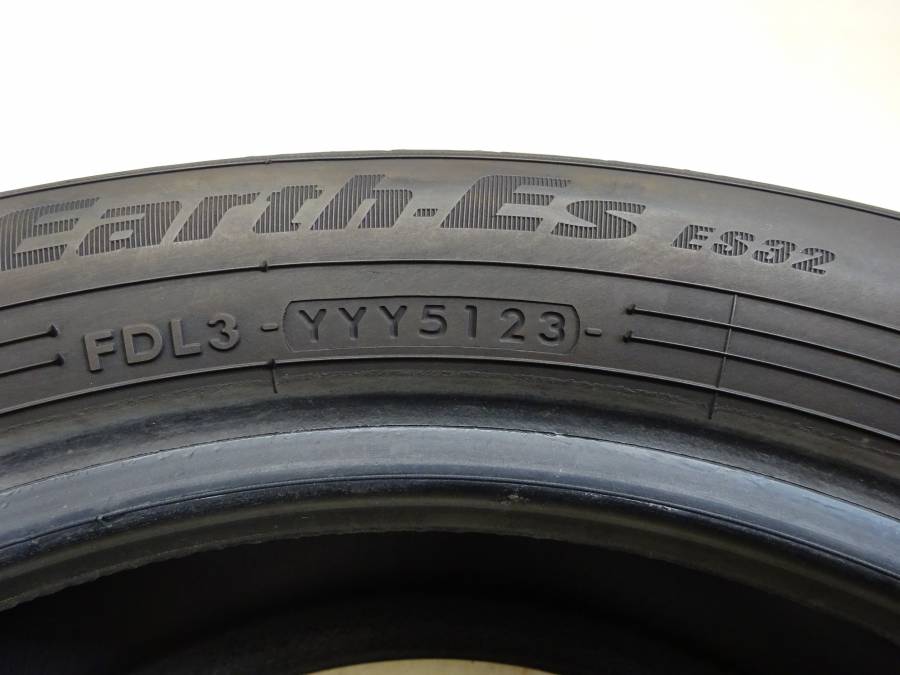 Earth-Es ES32
FDL3 -YYY5123-